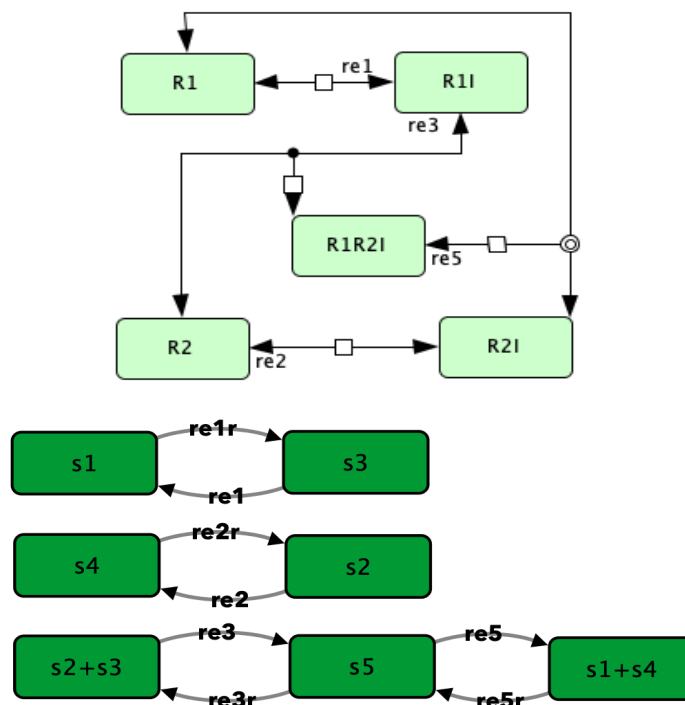 re1
R1
R1I
re3
R1R2I
re5
R2
re2
R2I
re1r
s1
s3
re1
re2r
s4
s2
re2
re3
re5
s2+s3
s5
s1+s4
re3r
re5r